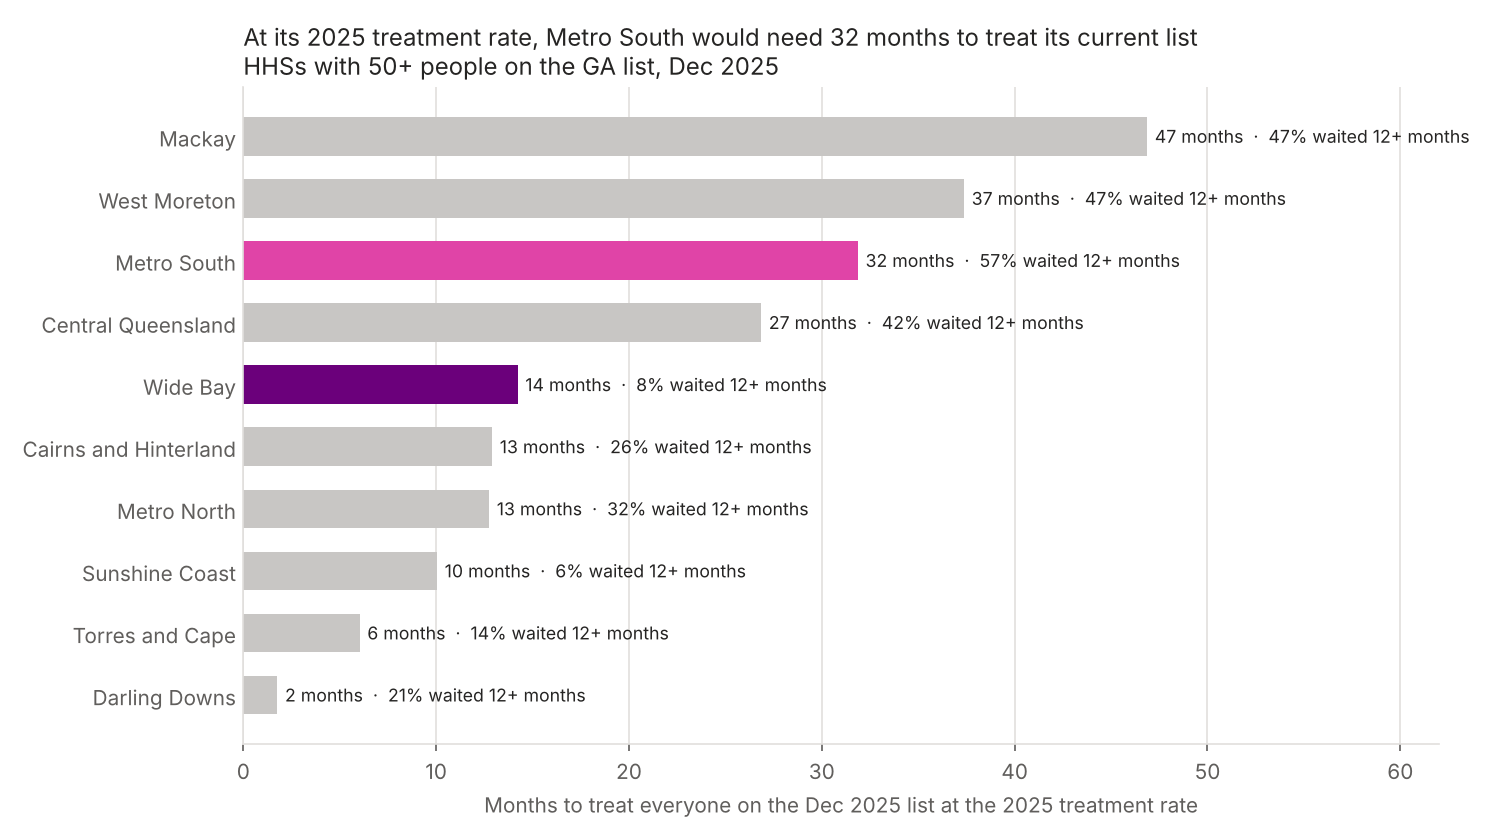 At its 2025 treatment rate, Metro South would need 32 months to treat its current list
HHSs with 50+ people on the GA list, Dec 2025
Mackay
47 months · 47% waited 12+ months
West Moreton
37 months · 47% waited 12+ months
Metro South
32 months · 57% waited 12+ months
Central Queensland
27 months · 42% waited 12+ months
Wide Bay
14 months · 8% waited 12+ months
Cairns and Hinterland
13 months · 26% waited 12+ months
Metro North
13 months · 32% waited 12+ months
Sunshine Coast
10 months · 6% waited 12+ months
Torres and Cape
6 months · 14% waited 12+ months
Darling Downs
2 months · 21% waited 12+ months
0 10 20 30 40 50 60
Months to treat everyone on the Dec 2025 list at the 2025 treatment rate